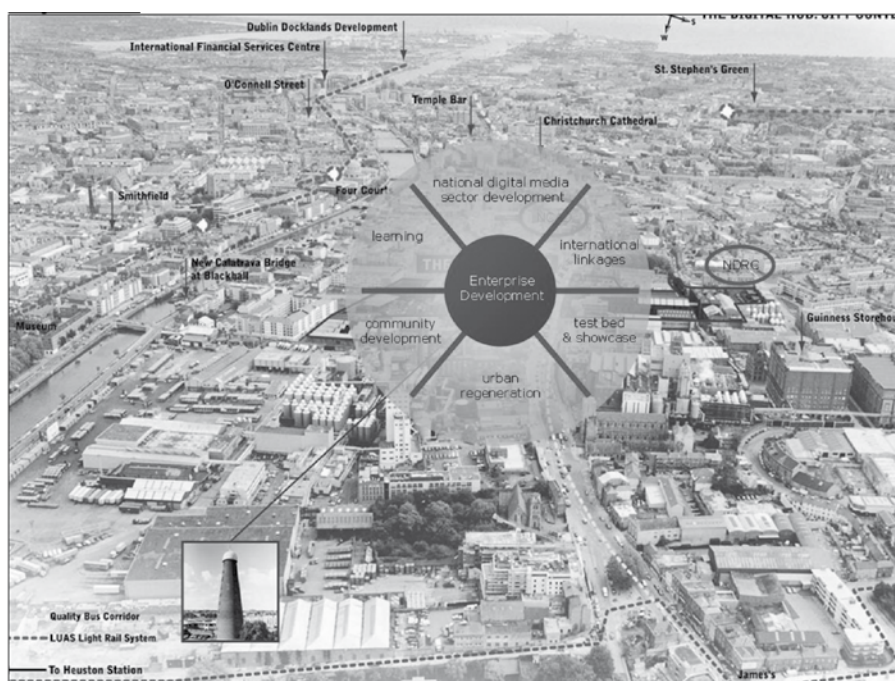 THE DIGITAL HUB: CITY CONT
W
S
Dublin Docklands Development
International Financial Services Centre
O'Connell Street
St. Stephen's Green
Temple Bar
Christchurch Cathedral
Smithfield
Four Court
national digital media
sector development
learning
international
linkages
NDRC
New Calatrava Bridge
at Blackhall
THE
Enterprise
Development
Museum
community
development
test bed
& showcase
Guinness Storehou
urban
regeneration
Quality Bus Corridor
LUAS Light Rail System
To Heuston Station
James's